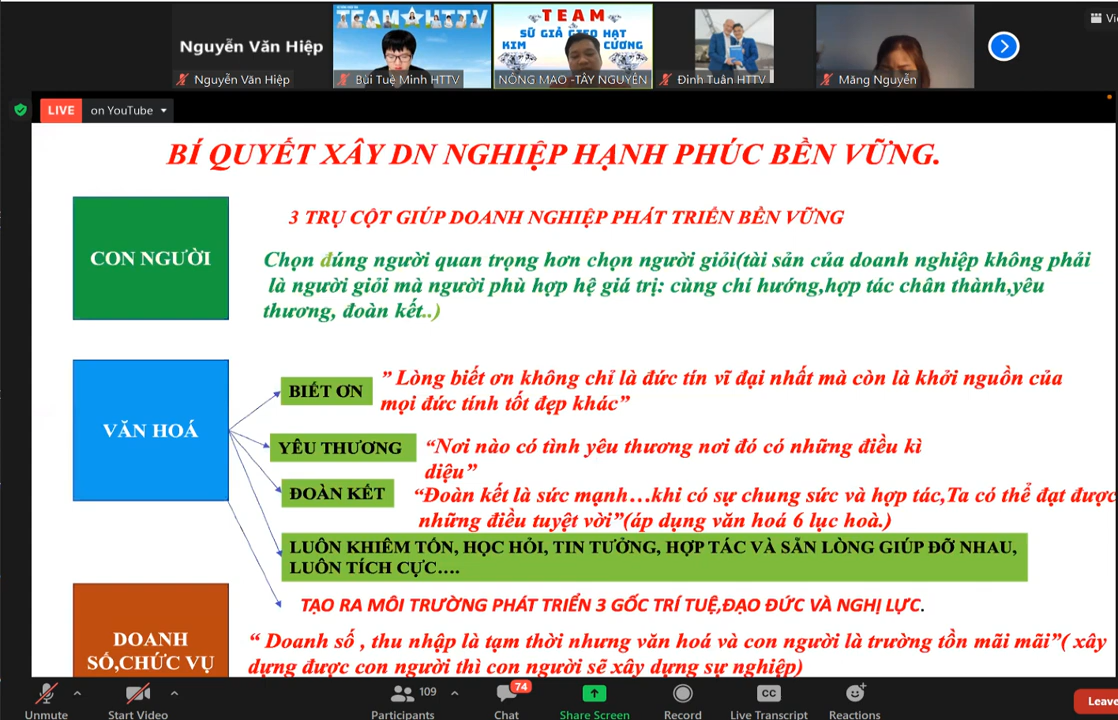 TEAM★HTTV
TEAM
SỨ GIẢ GIEO HẠT
KIM CƯƠNG
Vi
Nguyễn Văn Hiệp
Nguyễn Văn Hiệp
Bùi Tuệ Minh HTTV
NÔNG MAO -TÂY NGUYÊN
Đinh Tuân HTTV
Măng Nguyễn
LIVE
on YouTube
BÍ QUYẾT XÂY DN NGHIỆP HẠNH PHÚC BỀN VỮNG.
3 TRỤ CỘT GIÚP DOANH NGHIỆP PHÁT TRIỂN BỀN VỮNG
CON NGƯỜI
Chọn đúng người quan trọng hơn chọn người giỏi(tài sản của doanh nghiệp không phải
là người giỏi mà người phù hợp hệ giá trị: cùng chí hướng,hợp tác chân thành,yêu
thương, đoàn kết..)
VĂN HOÁ
BIẾT ƠN
” Lòng biết ơn không chỉ là đức tín vĩ đại nhất mà còn là khởi nguồn của
mọi đức tính tốt đẹp khác”
YÊU THƯƠNG
“Nơi nào có tình yêu thương nơi đó có những điều kì
diệu”
ĐOÀN KẾT
“Đoàn kết là sức mạnh…khi có sự chung sức và hợp tác,Ta có thể đạt được
những điều tuyệt vời”(áp dụng văn hoá 6 lục hoà.)
LUÔN KHIÊM TỐN, HỌC HỎI, TIN TƯỞNG, HỢP TÁC VÀ SẴN LÒNG GIÚP ĐỠ NHAU,
LUÔN TÍCH CỰC….
TẠO RA MÔI TRƯỜNG PHÁT TRIỂN 3 GỐC TRÍ TUỆ,ĐẠO ĐỨC VÀ NGHỊ LỰC.
DOANH
SỐ,CHỨC VỤ
“ Doanh số , thu nhập là tạm thời nhưng văn hoá và con người là trường tồn mãi mãi”( xây
dựng được con người thì con người sẽ xây dựng sự nghiệp)
109
74
CC
Unmute
Start Video
Participants
Chat
Share Screen
Record
Live Transcript
Reactions
Leave